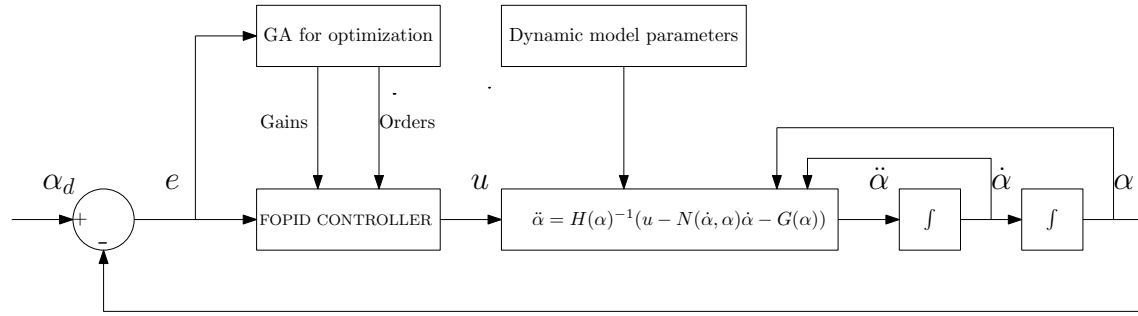 GA for optimization
Dynamic model parameters
Gains
Orders
α_d
e
u
α̈
α̇
α
+
-
FOPID CONTROLLER
α̈ = H(α)⁻¹(u − N(α̇, α)α̇ − G(α))
∫
∫